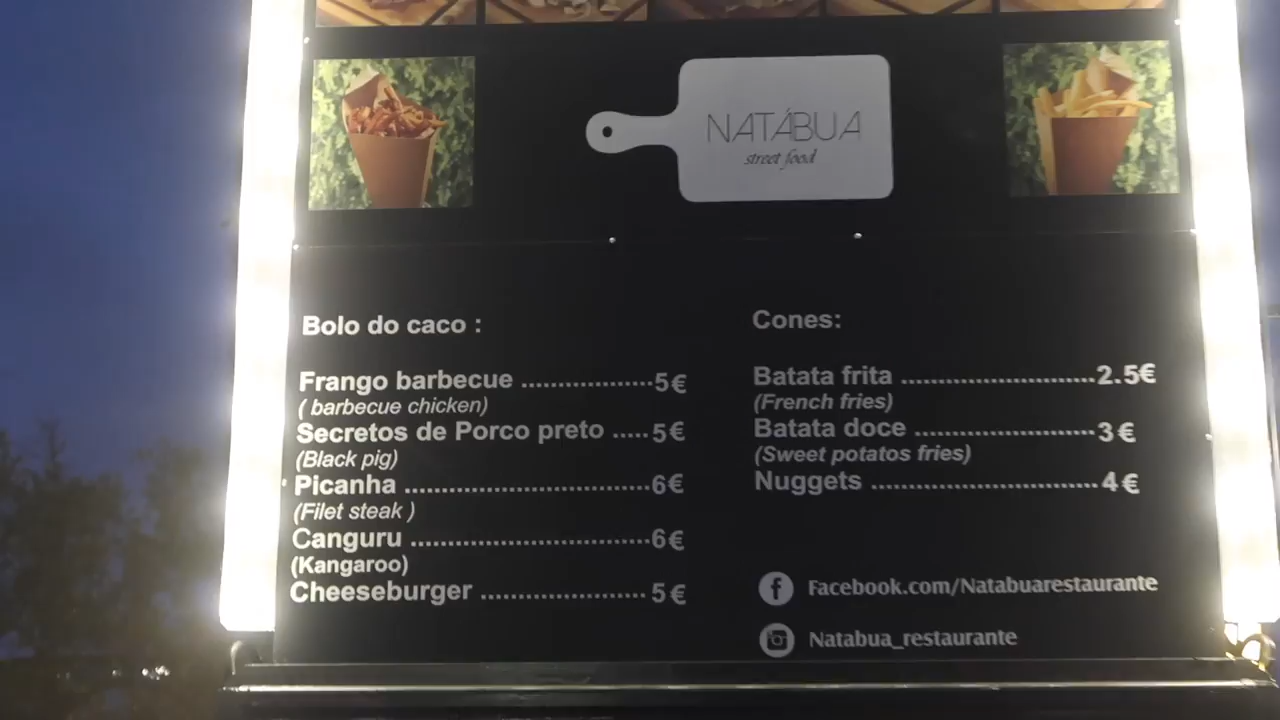 NATÁBUA
street food
Bolo do caco :
Frango barbecue ......................5€
( barbecue chicken)
Secretos de Porco preto .....5€
(Black pig)
Picanha ........................................6€
(Filet steak )
Canguru .......................................6€
(Kangaroo)
Cheeseburger ...........................5€
Cones:
Batata frita ...............................2.5€
(French fries)
Batata doce .............................3€
(Sweet potatos fries)
Nuggets .....................................4€
Facebook.com/Natabuarestaurante
Natabua_restaurante